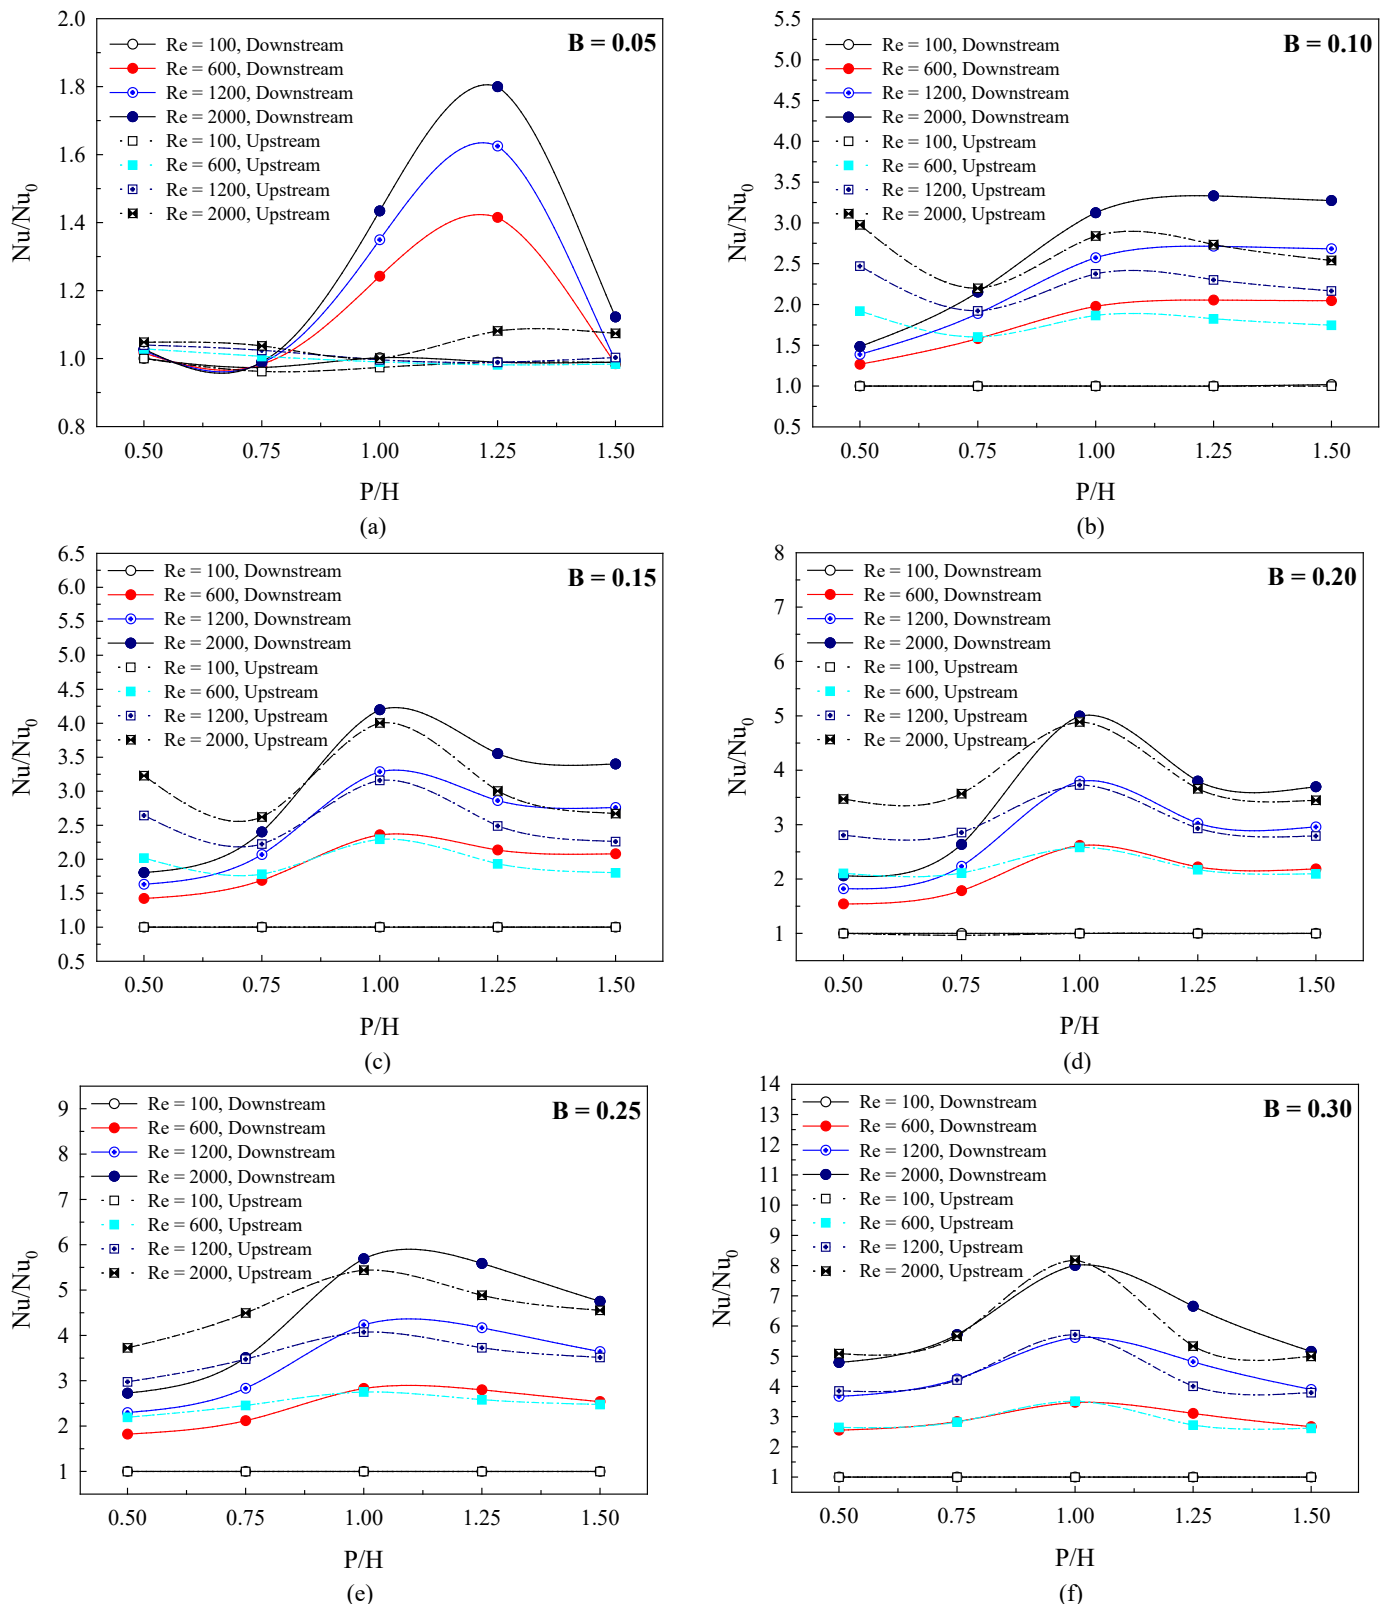 B = 0.05
Re = 100, Downstream
Re = 600, Downstream
Re = 1200, Downstream
Re = 2000, Downstream
Re = 100, Upstream
Re = 600, Upstream
Re = 1200, Upstream
Re = 2000, Upstream
2.0
1.8
1.6
1.4
1.2
1.0
0.8
Nu/Nu0
0.50 0.75 1.00 1.25 1.50
P/H
(a)
B = 0.10
Re = 100, Downstream
Re = 600, Downstream
Re = 1200, Downstream
Re = 2000, Downstream
Re = 100, Upstream
Re = 600, Upstream
Re = 1200, Upstream
Re = 2000, Upstream
5.5
5.0
4.5
4.0
3.5
3.0
2.5
2.0
1.5
1.0
0.5
Nu/Nu0
0.50 0.75 1.00 1.25 1.50
P/H
(b)
B = 0.15
Re = 100, Downstream
Re = 600, Downstream
Re = 1200, Downstream
Re = 2000, Downstream
Re = 100, Upstream
Re = 600, Upstream
Re = 1200, Upstream
Re = 2000, Upstream
6.5
6.0
5.5
5.0
4.5
4.0
3.5
3.0
2.5
2.0
1.5
1.0
0.5
Nu/Nu0
0.50 0.75 1.00 1.25 1.50
P/H
(c)
B = 0.20
Re = 100, Downstream
Re = 600, Downstream
Re = 1200, Downstream
Re = 2000, Downstream
Re = 100, Upstream
Re = 600, Upstream
Re = 1200, Upstream
Re = 2000, Upstream
8
7
6
5
4
3
2
1
Nu/Nu0
0.50 0.75 1.00 1.25 1.50
P/H
(d)
B = 0.25
Re = 100, Downstream
Re = 600, Downstream
Re = 1200, Downstream
Re = 2000, Downstream
Re = 100, Upstream
Re = 600, Upstream
Re = 1200, Upstream
Re = 2000, Upstream
9
8
7
6
5
4
3
2
1
Nu/Nu0
0.50 0.75 1.00 1.25 1.50
P/H
(e)
B = 0.30
Re = 100, Downstream
Re = 600, Downstream
Re = 1200, Downstream
Re = 2000, Downstream
Re = 100, Upstream
Re = 600, Upstream
Re = 1200, Upstream
Re = 2000, Upstream
14
13
12
11
10
9
8
7
6
5
4
3
2
1
Nu/Nu0
0.50 0.75 1.00 1.25 1.50
P/H
(f)